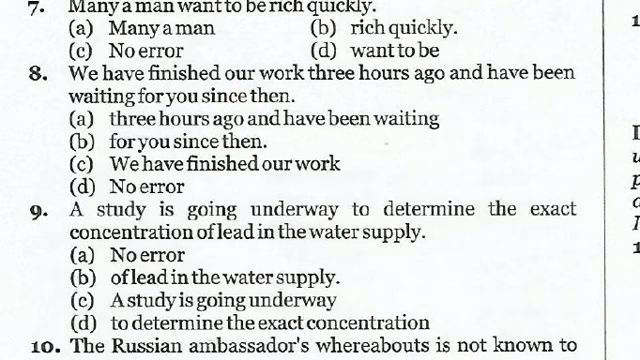 7. Many a man want to be rich quickly.
(a) Many a man (b) rich quickly.
(c) No error (d) want to be
8. We have finished our work three hours ago and have been
waiting for you since then.
(a) three hours ago and have been waiting
(b) for you since then.
(c) We have finished our work
(d) No error
9. A study is going underway to determine the exact
concentration of lead in the water supply.
(a) No error
(b) of lead in the water supply.
(c) A study is going underway
(d) to determine the exact concentration
10. The Russian ambassador's whereabouts is not known to